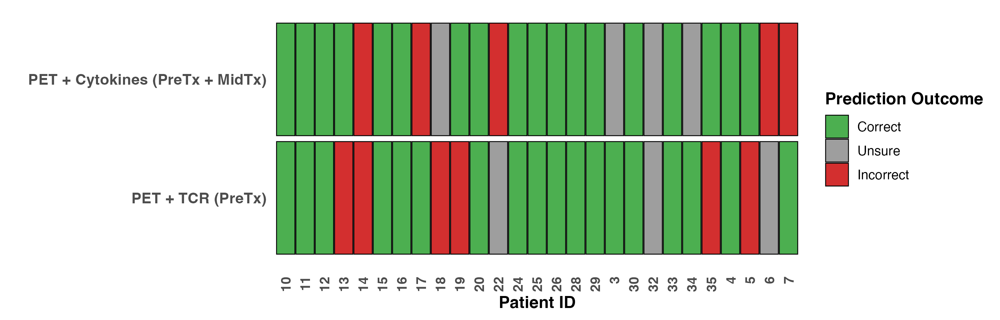 PET + Cytokines (PreTx + MidTx)
PET + TCR (PreTx)
10 11 12 13 14 15 16 17 18 19 20 22 24 25 26 28 29 3 30 32 33 34 35 4 5 6 7
Patient ID
Prediction Outcome
Correct
Unsure
Incorrect